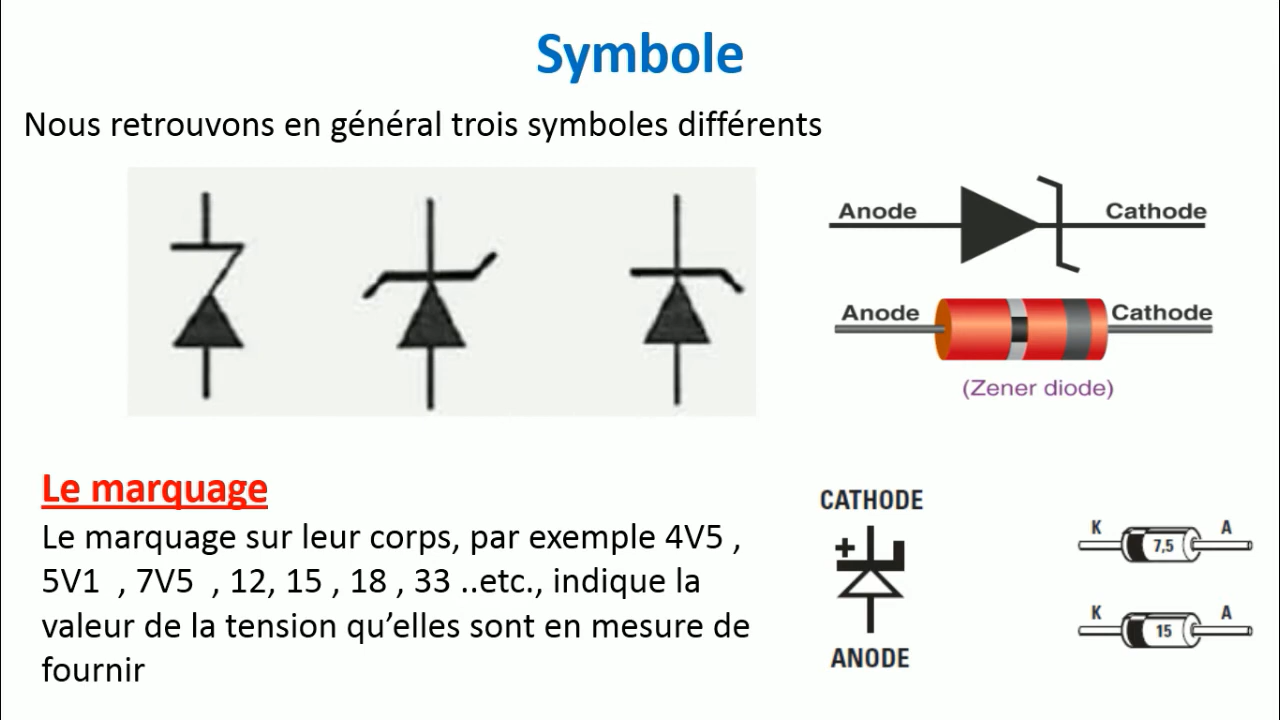 Symbole
Nous retrouvons en général trois symboles différents
Anode Cathode
Anode Cathode
(Zener diode)
Le marquage
Le marquage sur leur corps, par exemple 4V5 ,
5V1 , 7V5 , 12, 15 , 18 , 33 ..etc., indique la
valeur de la tension qu’elles sont en mesure de
fournir
CATHODE
+
ANODE
K A
7,5
K A
15